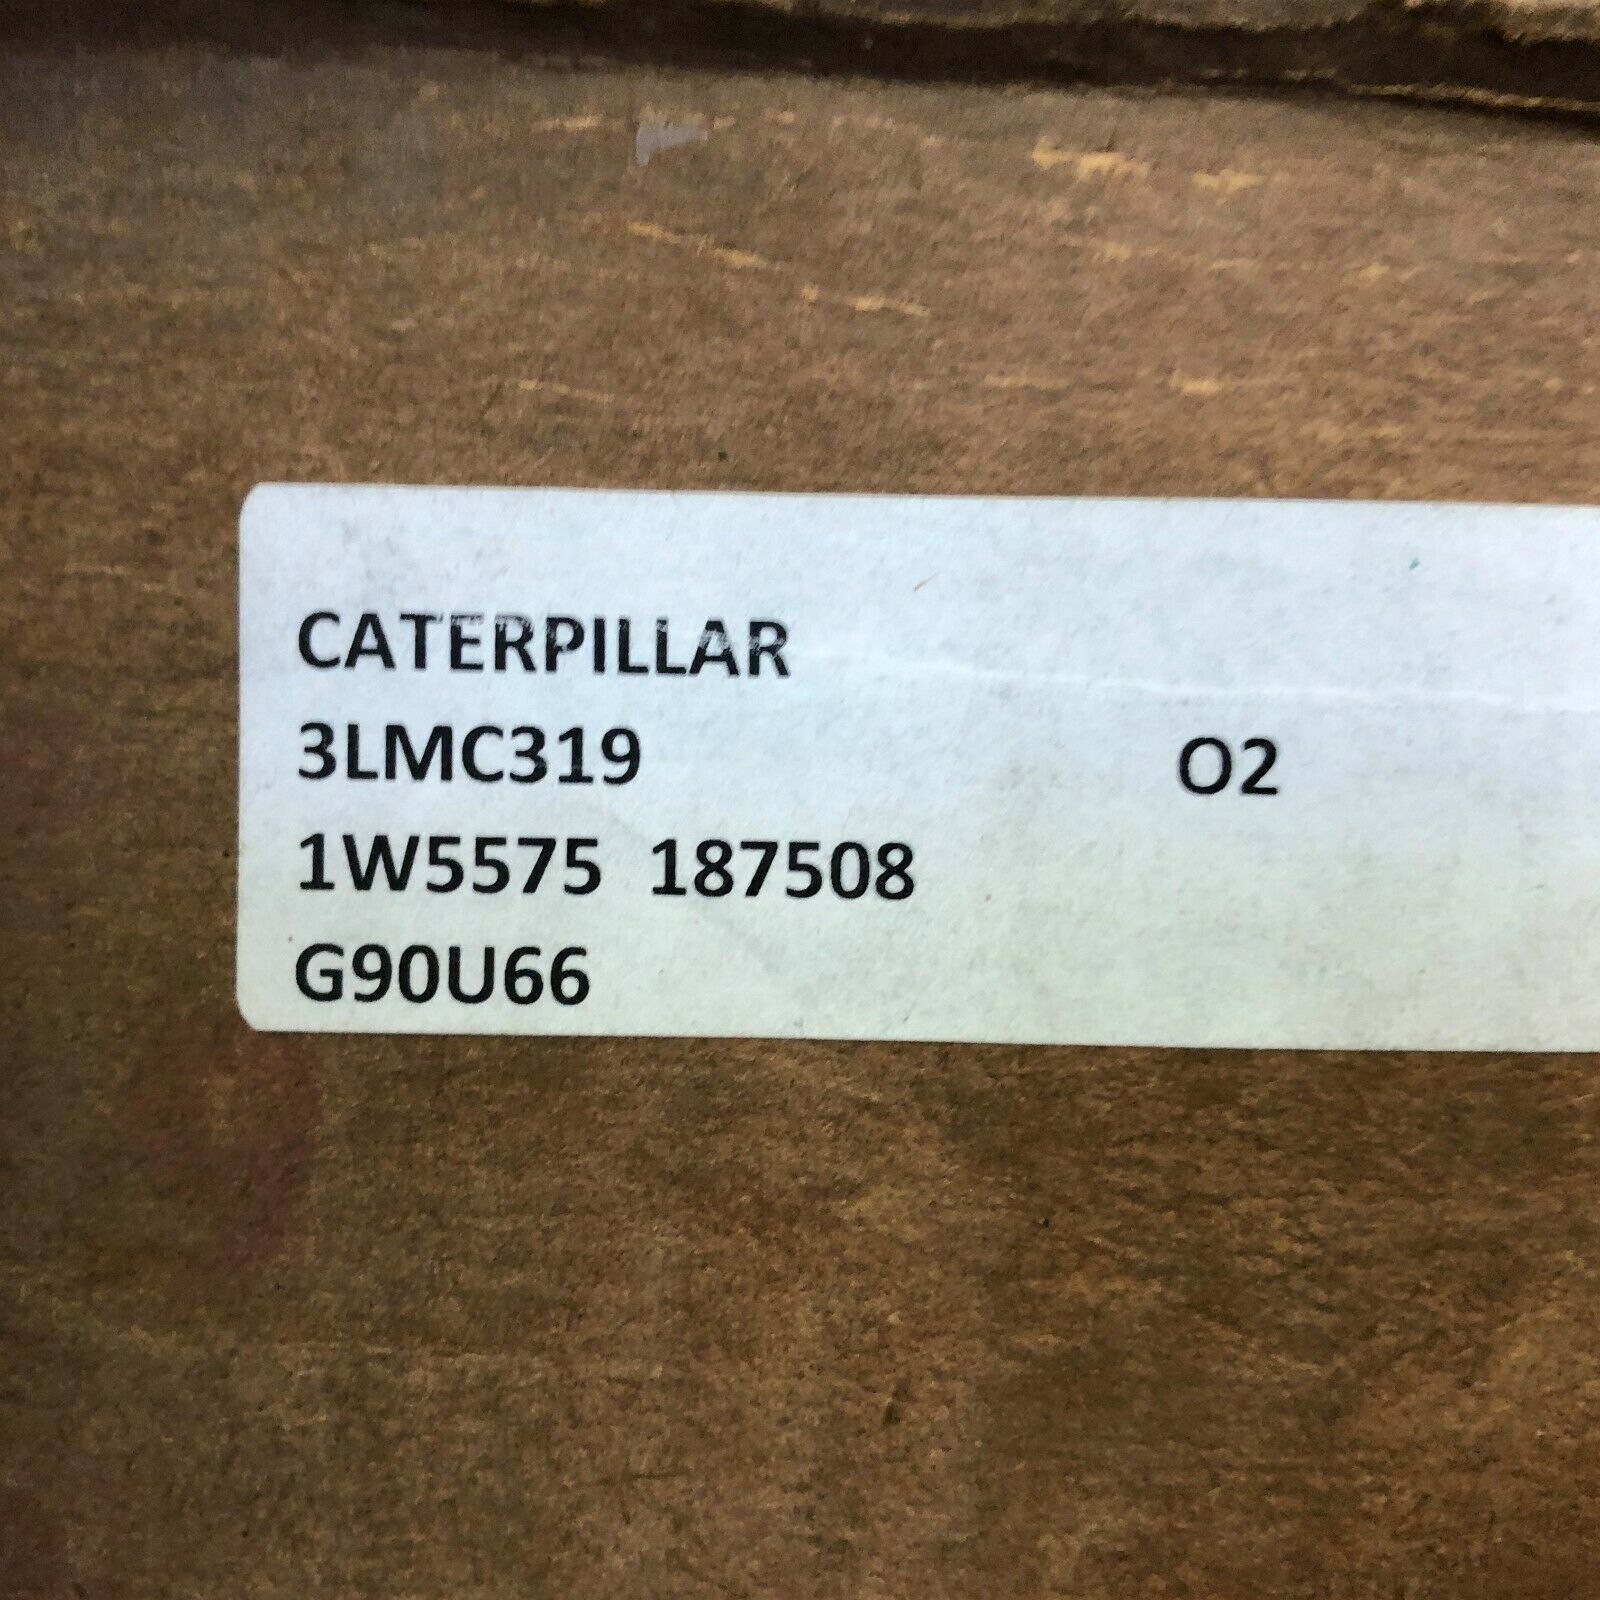 CATERPILLAR
3LMC319 O2
1W5575 187508
G90U66